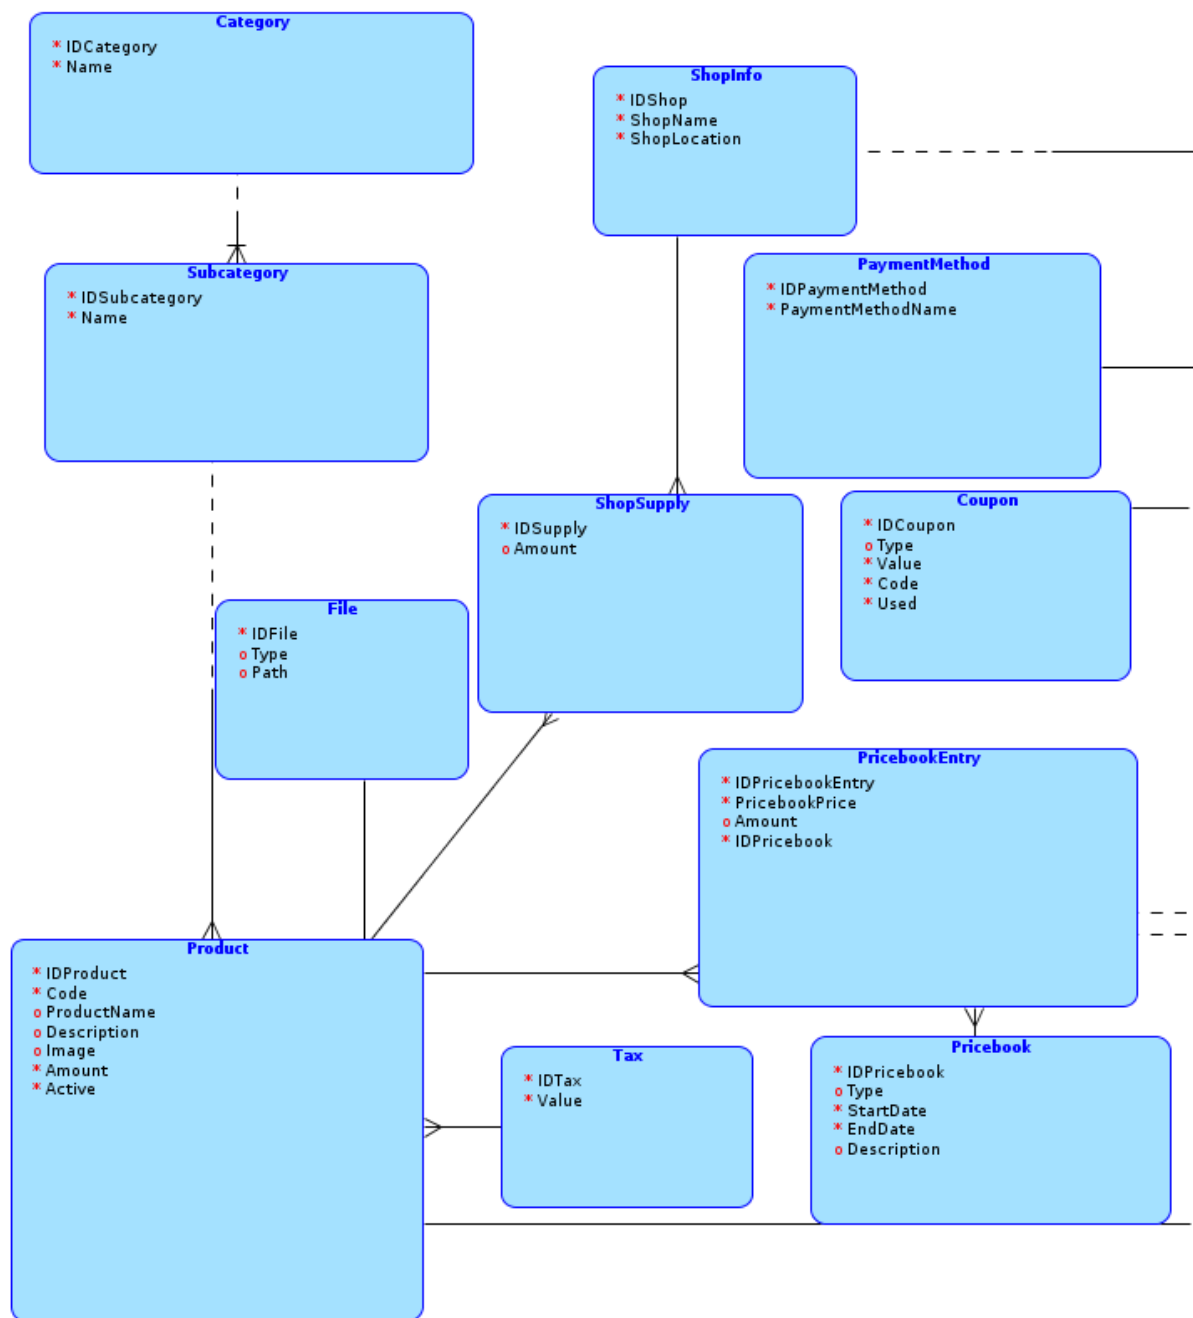 Category
* IDCategory
* Name
ShopInfo
* IDShop
* ShopName
* ShopLocation
Subcategory
* IDSubcategory
* Name
PaymentMethod
* IDPaymentMethod
* PaymentMethodName
ShopSupply
* IDSupply
o Amount
Coupon
* IDCoupon
o Type
* Value
* Code
* Used
File
* IDFile
o Type
o Path
PricebookEntry
* IDPricebookEntry
* PricebookPrice
o Amount
* IDPricebook
Product
* IDProduct
* Code
o ProductName
o Description
o Image
* Amount
* Active
Tax
* IDTax
* Value
Pricebook
* IDPricebook
o Type
* StartDate
* EndDate
o Description